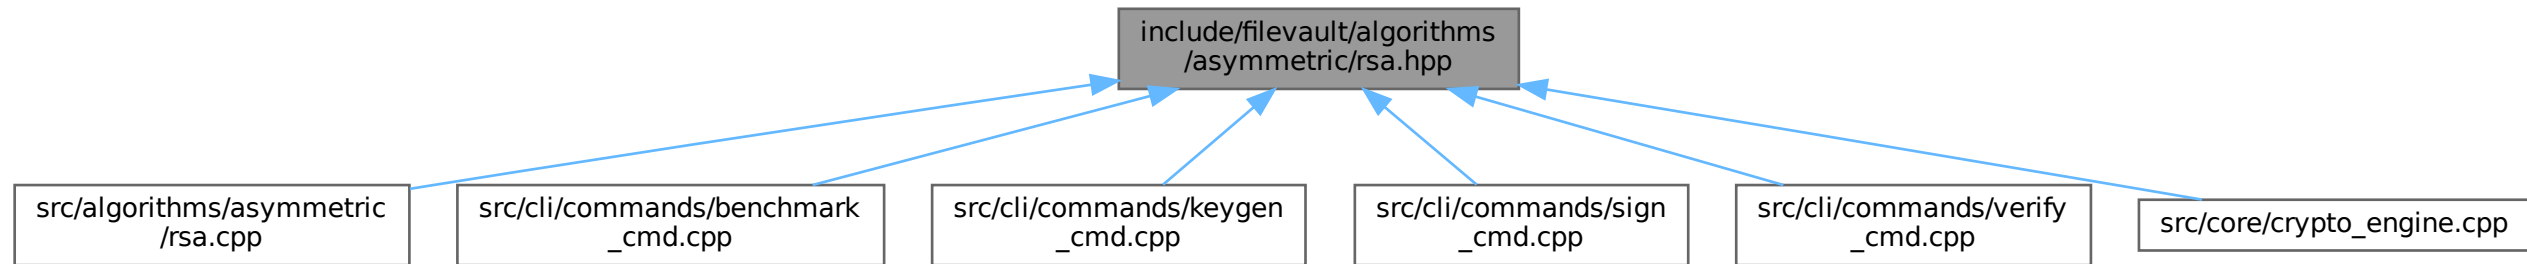 include/filevault/algorithms
/asymmetric/rsa.hpp
src/algorithms/asymmetric
/rsa.cpp
src/cli/commands/benchmark
_cmd.cpp
src/cli/commands/keygen
_cmd.cpp
src/cli/commands/sign
_cmd.cpp
src/cli/commands/verify
_cmd.cpp
src/core/crypto_engine.cpp